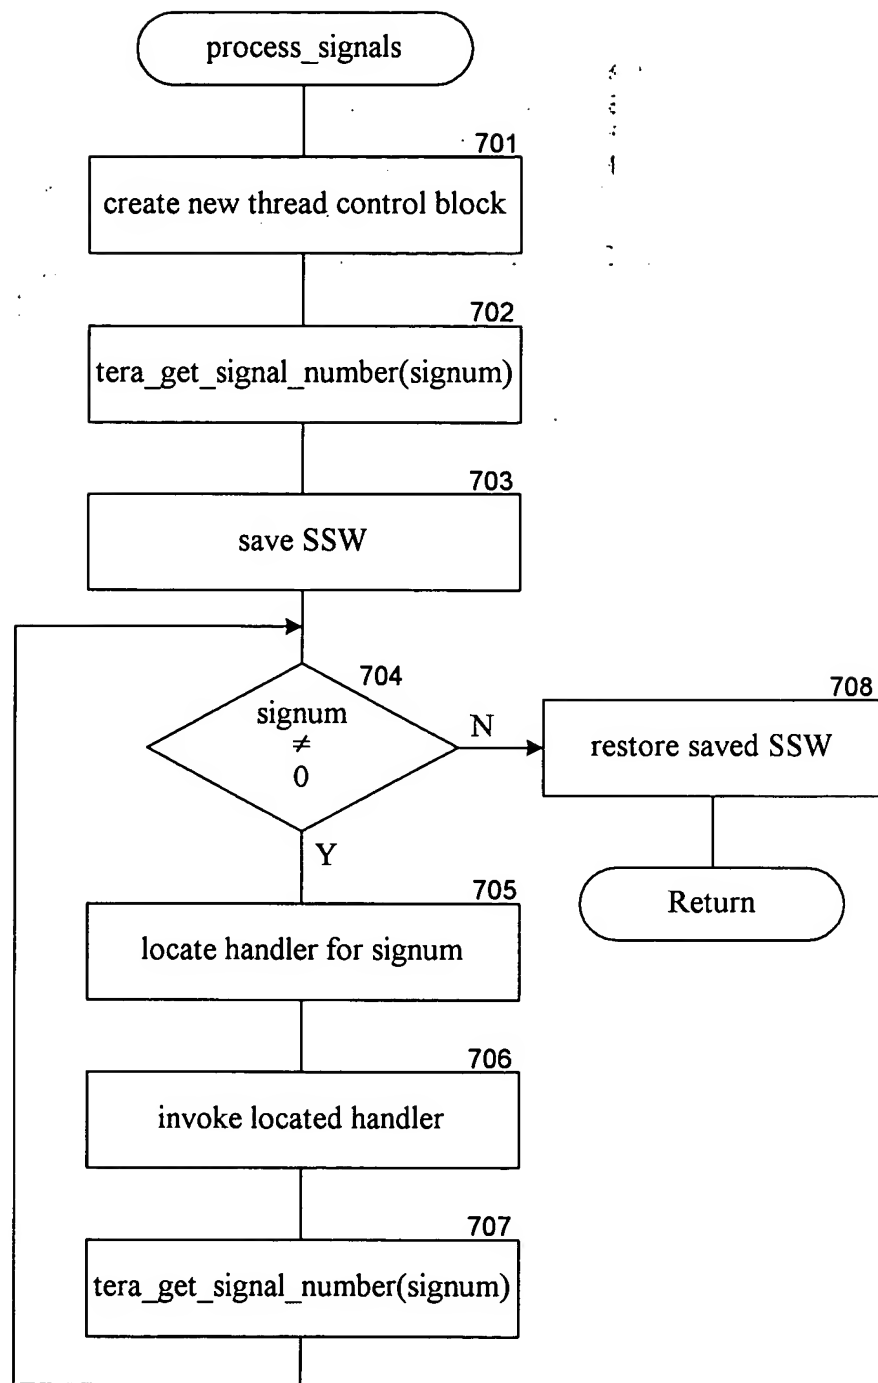 process_signals
701
create new thread control block
702
tera_get_signal_number(signum)
703
save SSW
704
signum
≠
0
N
708
restore saved SSW
Y
Return
705
locate handler for signum
706
invoke located handler
707
tera_get_signal_number(signum)